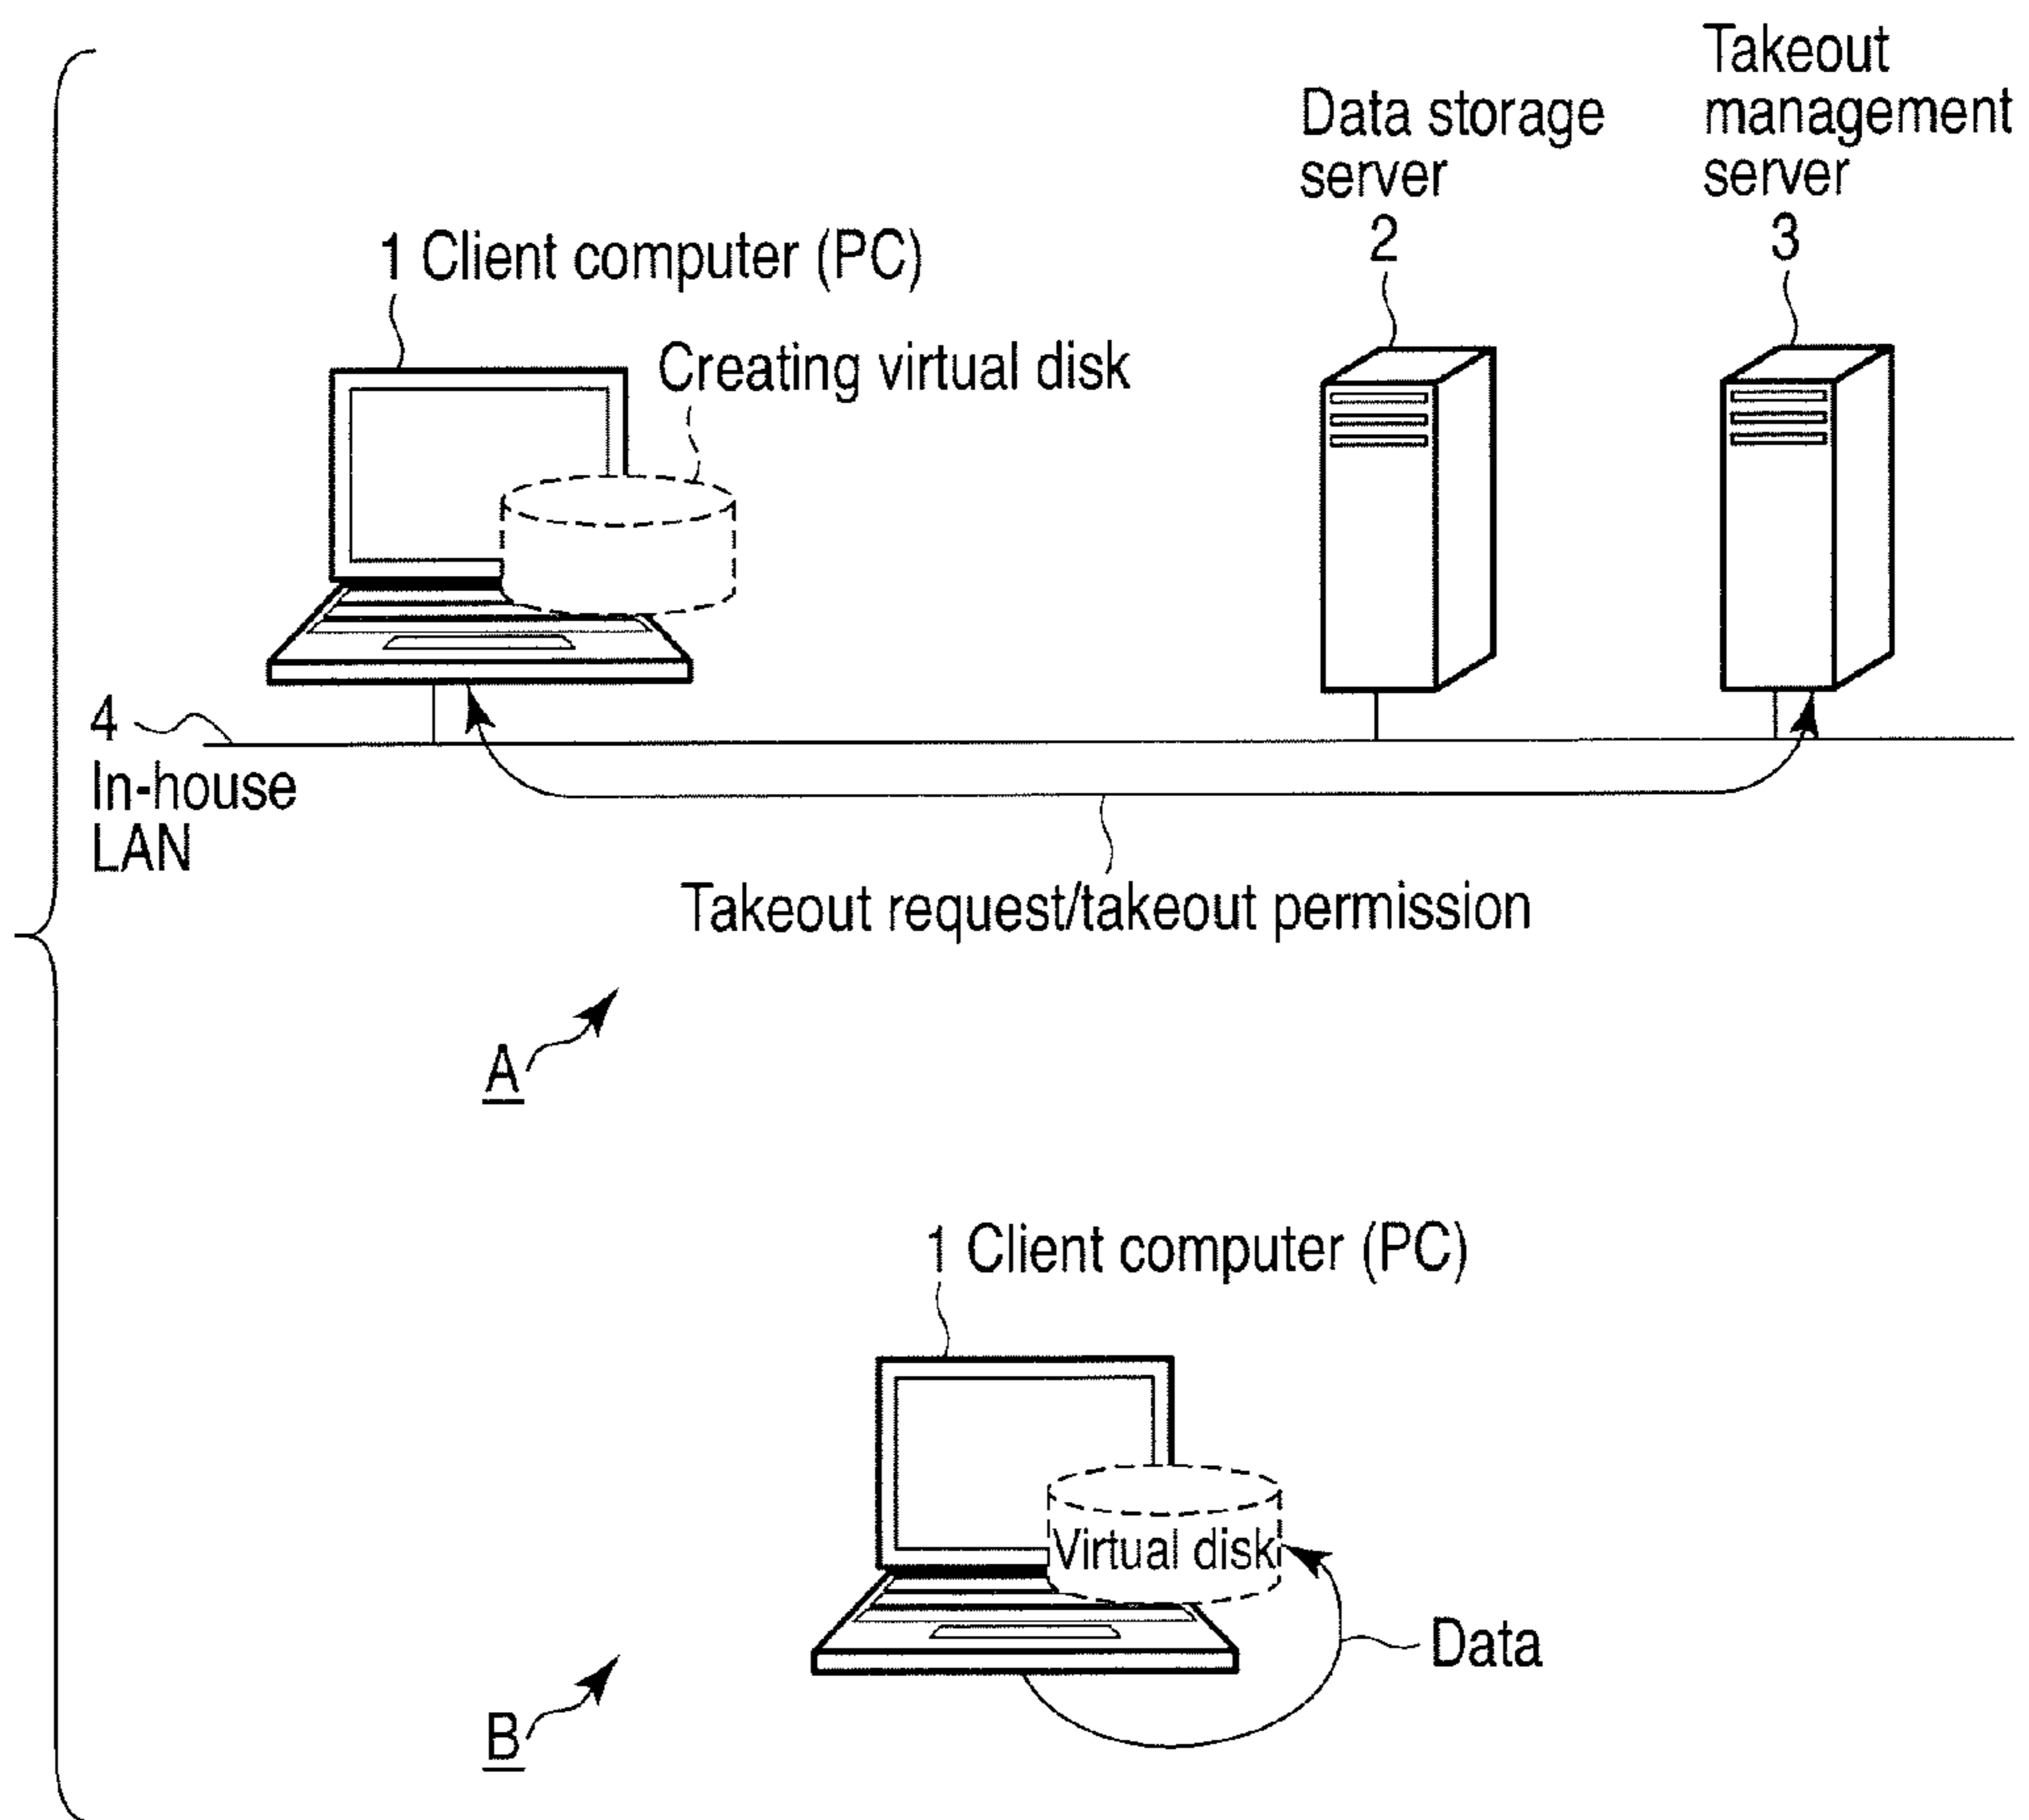 Takeout
management
server
3
Data storage
server
2
1 Client computer (PC)
Creating virtual disk
4
In-house
LAN
Takeout request/takeout permission
A
1 Client computer (PC)
Virtual disk
Data
B